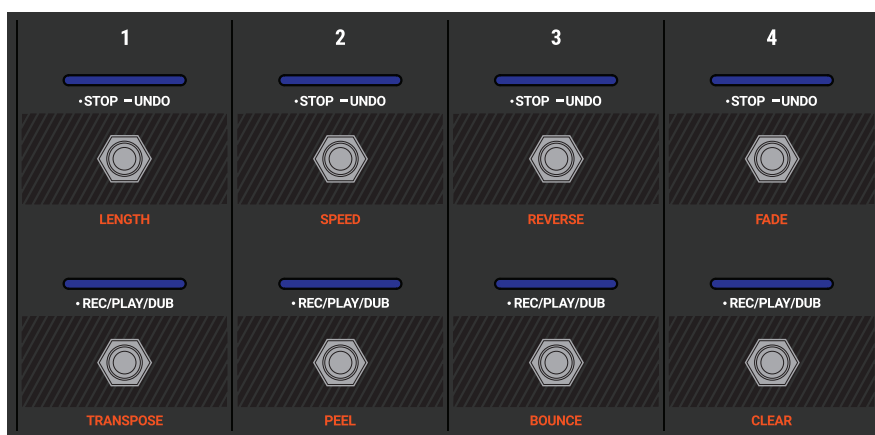 1 2 3 4
•STOP –UNDO •STOP –UNDO •STOP –UNDO •STOP –UNDO
LENGTH SPEED REVERSE FADE
•REC/PLAY/DUB •REC/PLAY/DUB •REC/PLAY/DUB •REC/PLAY/DUB
TRANSPOSE PEEL BOUNCE CLEAR